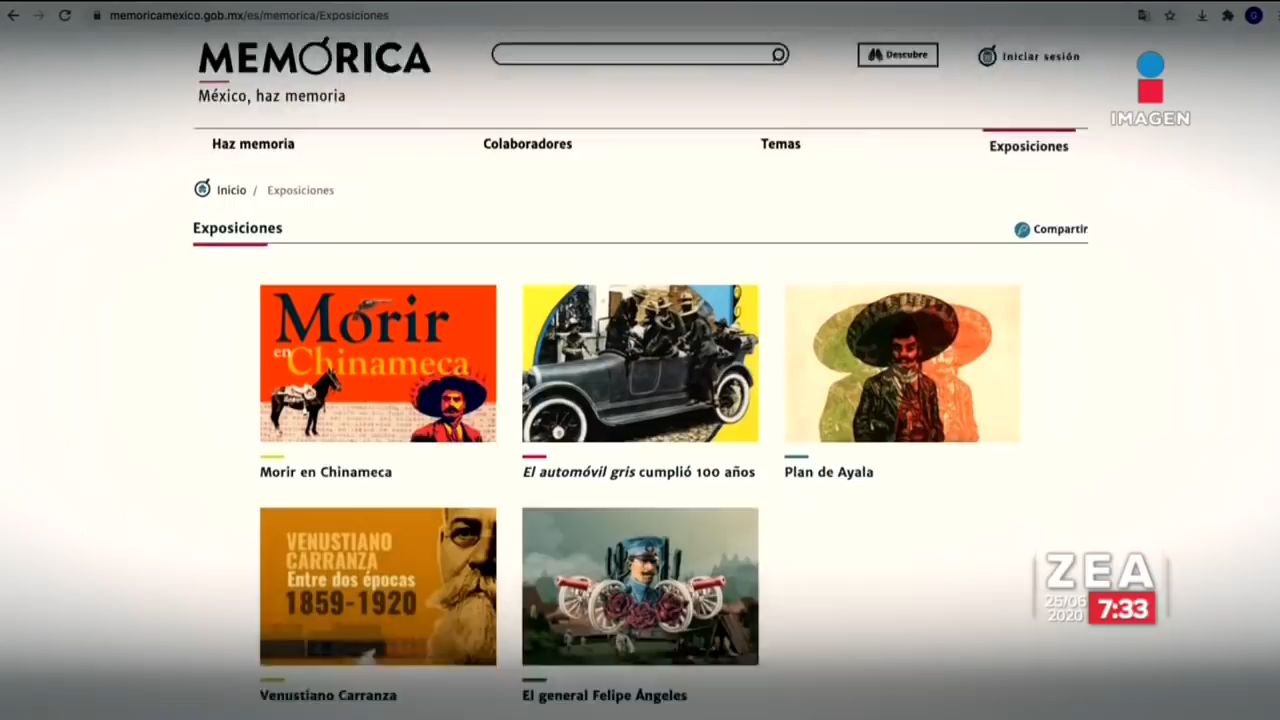 memoricamexico.gob.mx/es/memorica/Exposiciones
G
MEMÓRICA
México, haz memoria
Descubre
Iniciar sesión
IMAGEN
Haz memoria
Colaboradores
Temas
Exposiciones
Inicio / Exposiciones
Exposiciones
Compartir
Morir
en Chinameca
Morir en Chinameca
El automóvil gris cumplió 100 años
Plan de Ayala
VENUSTIANO
CARRANZA
Entre dos épocas
1859-1920
ZEA
25/06
2020
7:33
Venustiano Carranza
El general Felipe Ángeles